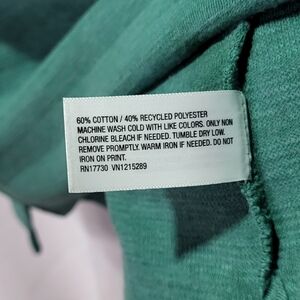 60% COTTON / 40% RECYCLED POLYESTER
MACHINE WASH COLD WITH LIKE COLORS. ONLY NON
CHLORINE BLEACH IF NEEDED. TUMBLE DRY LOW.
REMOVE PROMPTLY. WARM IRON IF NEEDED. DO NOT
IRON ON PRINT.
RN17730 VN1215289